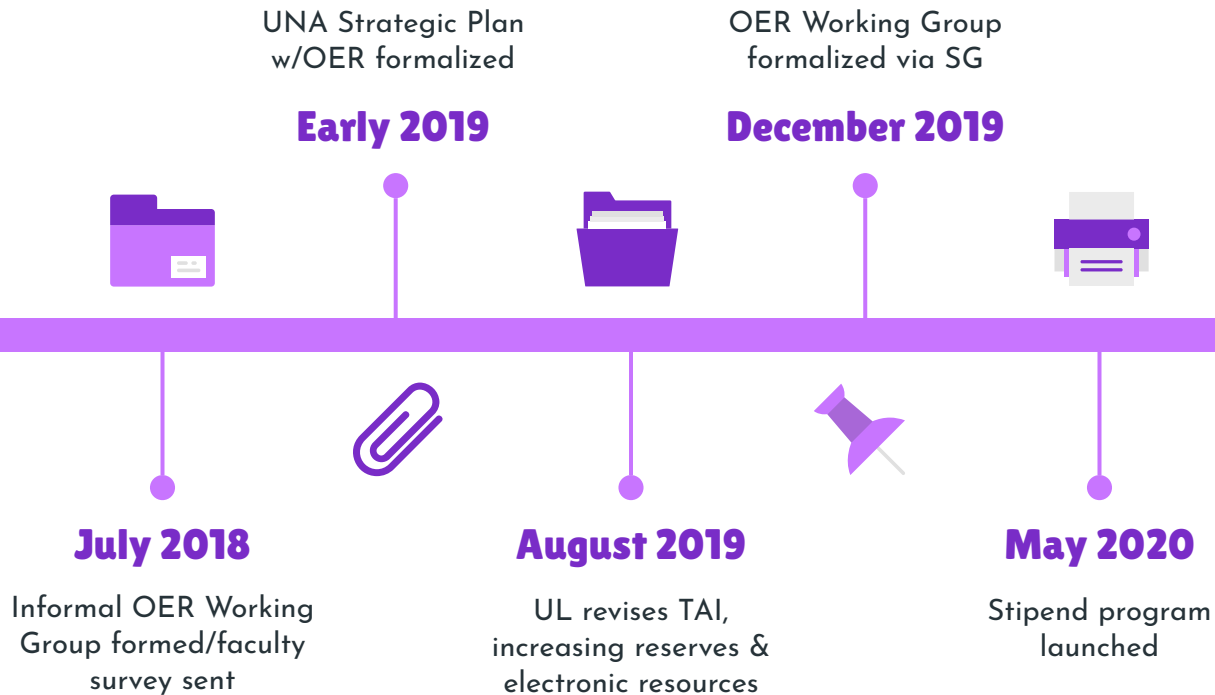 UNA Strategic Plan
w/OER formalized
Early 2019
OER Working Group
formalized via SG
December 2019
July 2018
Informal OER Working
Group formed/faculty
survey sent
August 2019
UL revises TAI,
increasing reserves &
electronic resources
May 2020
Stipend program
launched